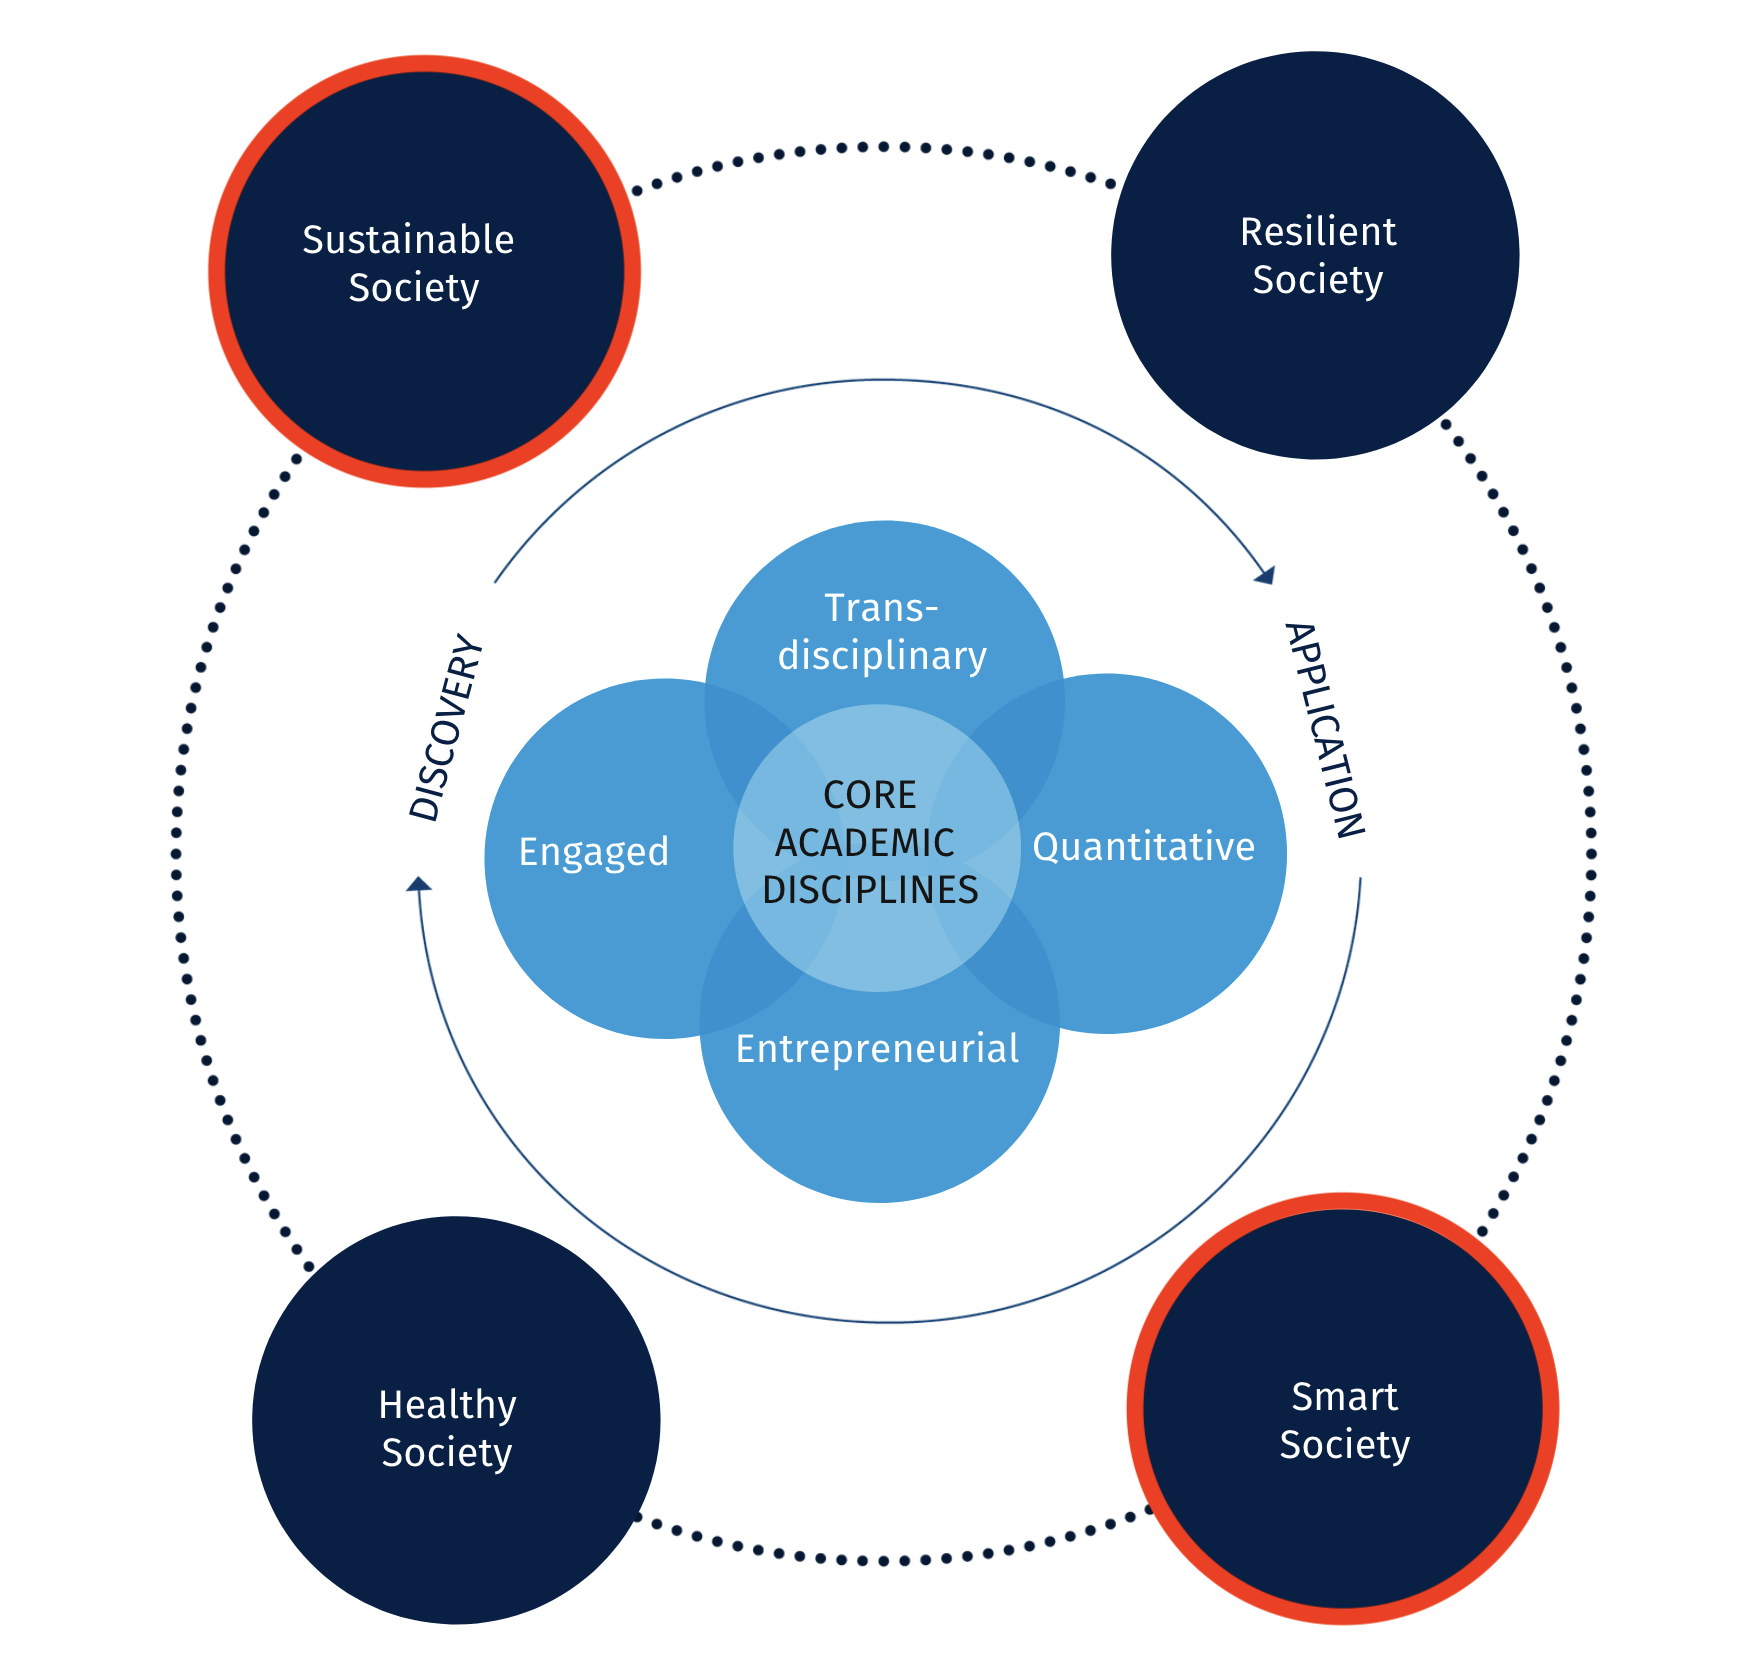 Sustainable
Society
Resilient
Society
Trans-
disciplinary
DISCOVERY
APPLICATION
Engaged
CORE
ACADEMIC
DISCIPLINES
Quantitative
Entrepreneurial
Healthy
Society
Smart
Society